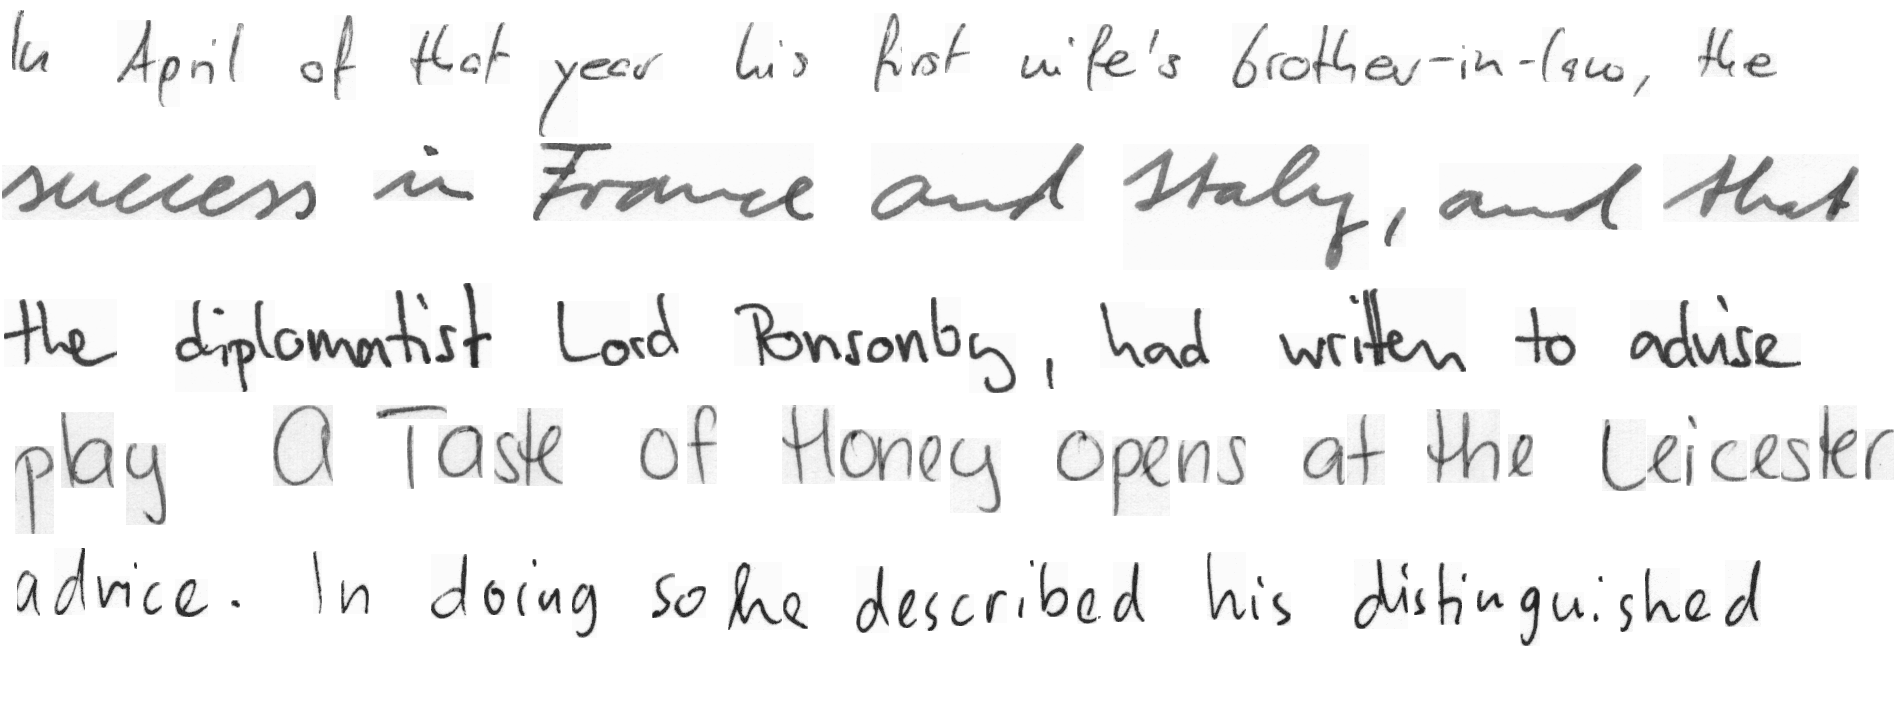 In April of that year his first wife's brother-in-law, the
success in France and Italy, and that
the diplomatist Lord Ponsonby, had written to advise
play A Taste of Honey opens at the Leicester
advice. In doing so he described his distinguished